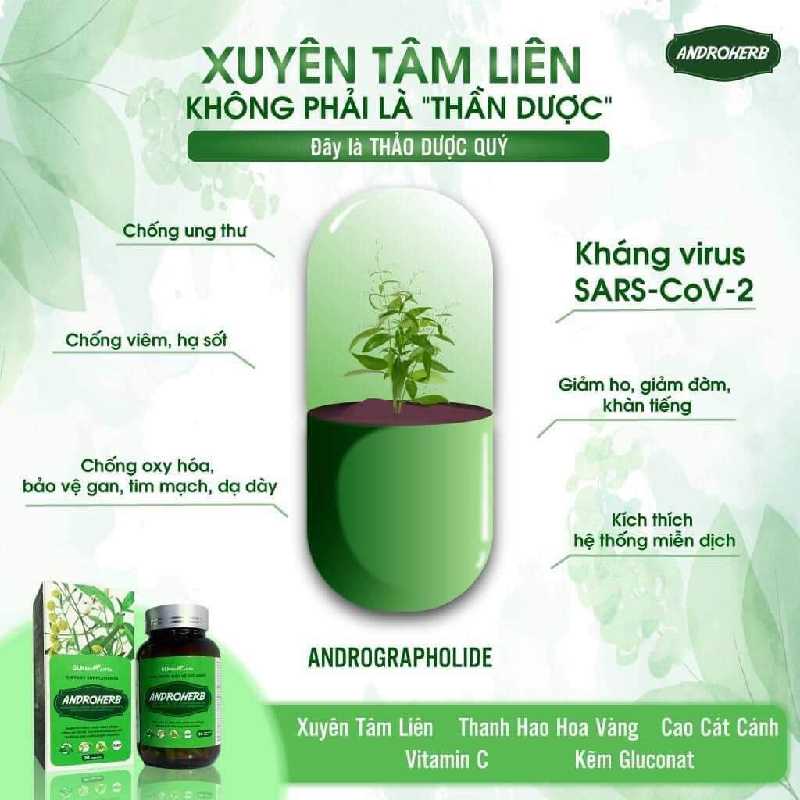 XUYÊN TÂM LIÊN
ANDROHERB
KHÔNG PHẢI LÀ "THẦN DƯỢC"
Đây là THẢO DƯỢC QUÝ
Chống ung thư
Kháng virus
SARS-CoV-2
Chống viêm, hạ sốt
Giảm ho, giảm đờm,
khàn tiếng
Chống oxy hóa,
bảo vệ gan, tim mạch, dạ dày
Kích thích
hệ thống miễn dịch
ANDROGRAPHOLIDE
ANDROHERB
ANDROHERB
Xuyên Tâm Liên Thanh Hao Hoa Vàng Cao Cát Cánh
Vitamin C Kẽm Gluconat